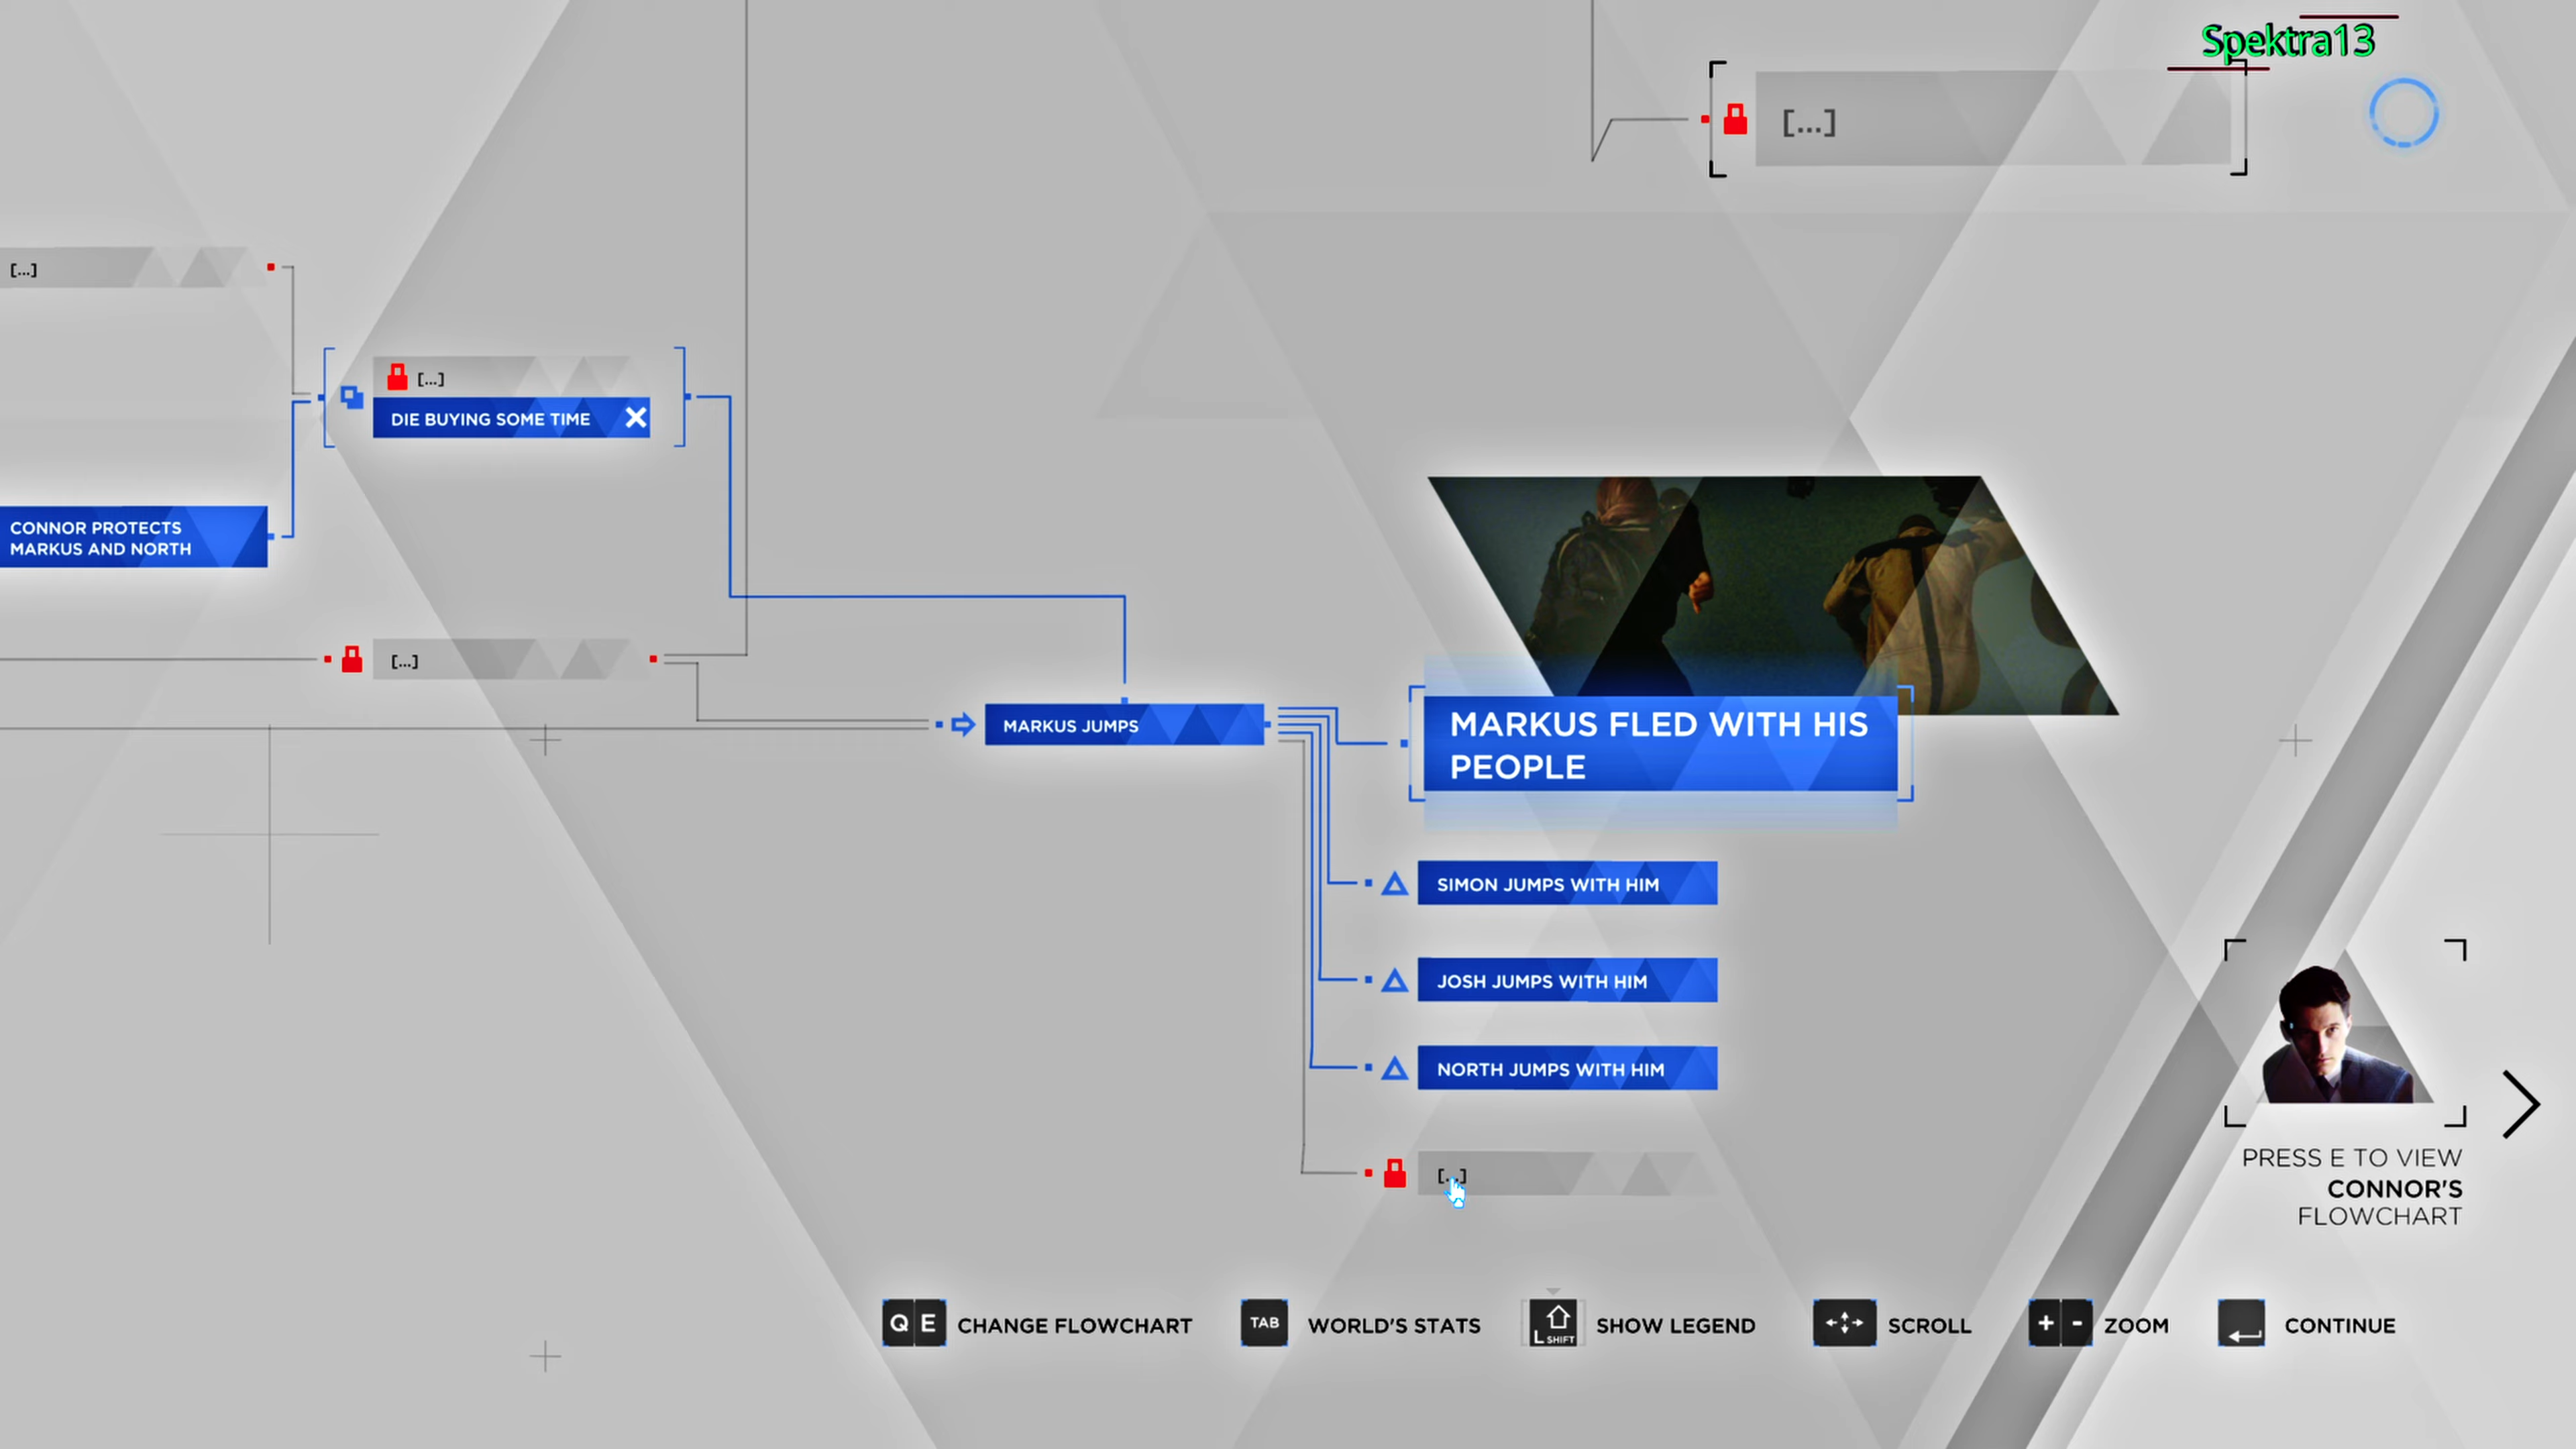 Spektra13
[...]
[...]
[...]
DIE BUYING SOME TIME
CONNOR PROTECTS
MARKUS AND NORTH
[...]
MARKUS JUMPS
MARKUS FLED WITH HIS
PEOPLE
SIMON JUMPS WITH HIM
JOSH JUMPS WITH HIM
NORTH JUMPS WITH HIM
[...]
PRESS E TO VIEW
CONNOR'S
FLOWCHART
Q E CHANGE FLOWCHART
TAB WORLD'S STATS
L SHIFT SHOW LEGEND
SCROLL
+ - ZOOM
CONTINUE